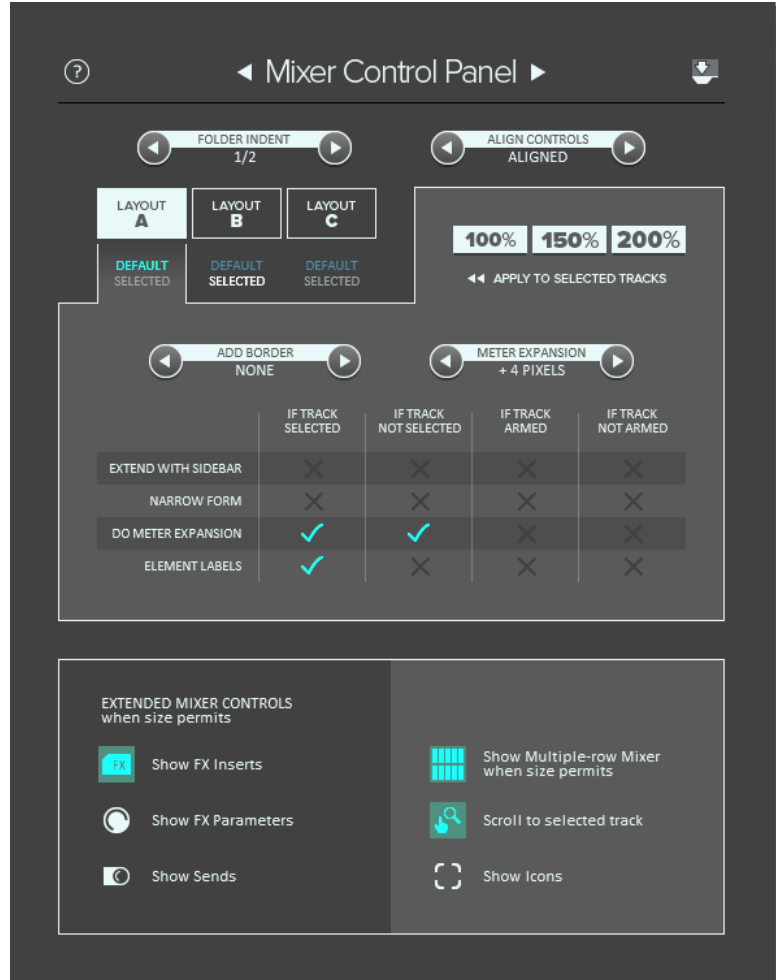 ?
Mixer Control Panel
FOLDER INDENT
1/2
ALIGN CONTROLS
ALIGNED
LAYOUT
A
LAYOUT
B
LAYOUT
C
100% 150% 200%
DEFAULT
SELECTED
DEFAULT
SELECTED
DEFAULT
SELECTED
APPLY TO SELECTED TRACKS
ADD BORDER
NONE
METER EXPANSION
+ 4 PIXELS
IF TRACK
SELECTED
IF TRACK
NOT SELECTED
IF TRACK
ARMED
IF TRACK
NOT ARMED
EXTEND WITH SIDEBAR
NARROW FORM
DO METER EXPANSION
ELEMENT LABELS
EXTENDED MIXER CONTROLS
when size permits
FX
Show FX Inserts
Show FX Parameters
Show Sends
Show Multiple-row Mixer
when size permits
Scroll to selected track
Show Icons